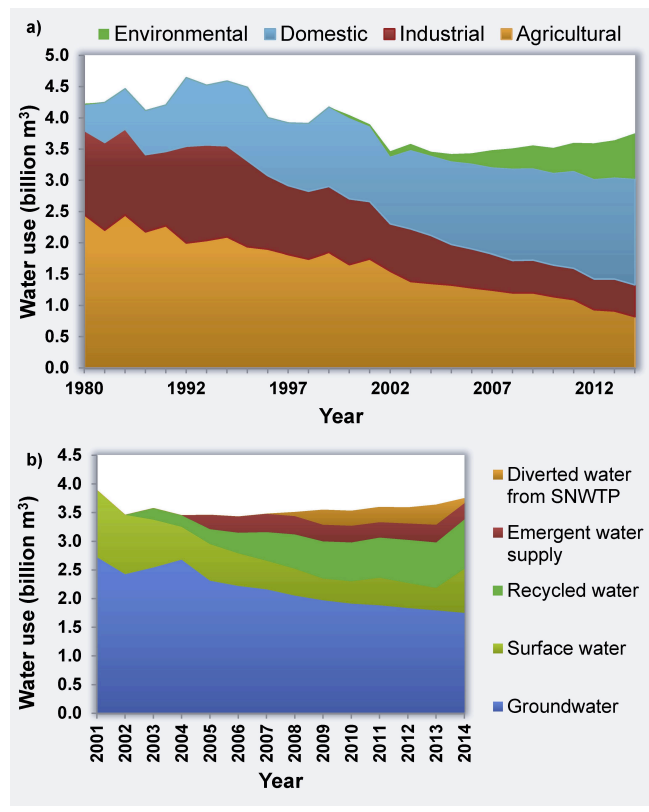 a)
Environmental Domestic Industrial Agricultural
5.0
4.5
4.0
3.5
3.0
2.5
2.0
1.5
1.0
0.5
0.0
Water use (billion m³)
1980 1992 1997 2002 2007 2012
Year
b)
4.5
4.0
3.5
3.0
2.5
2.0
1.5
1.0
0.5
0.0
Water use (billion m³)
2001 2002 2003 2004 2005 2006 2007 2008 2009 2010 2011 2012 2013 2014
Year
Diverted water
from SNWTP
Emergent water
supply
Recycled water
Surface water
Groundwater